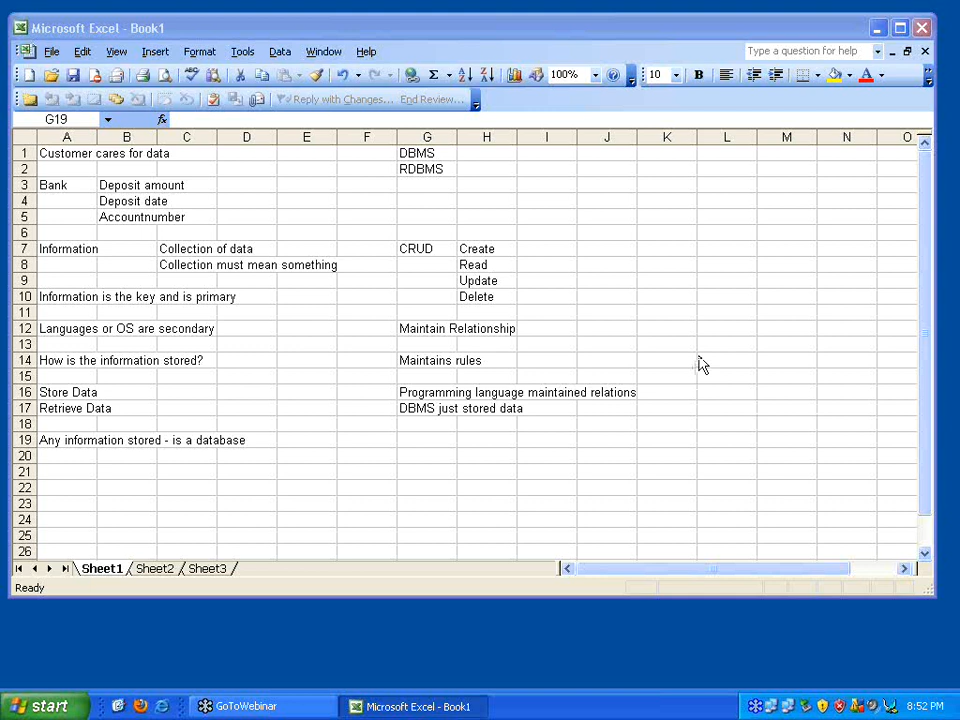 Microsoft Excel - Book1
File Edit View Insert Format Tools Data Window Help
Type a question for help
100%
10
B
A
Reply with Changes... End Review...
G19
fx
A B C D E F G H I J K L M N O
1 Customer cares for data DBMS
2 RDBMS
3 Bank Deposit amount
4 Deposit date
5 Accountnumber
6
7 Information Collection of data CRUD Create
8 Collection must mean something Read
9 Update
10 Information is the key and is primary Delete
11
12 Languages or OS are secondary Maintain Relationship
13
14 How is the information stored? Maintains rules
15
16 Store Data Programming language maintained relations
17 Retrieve Data DBMS just stored data
18
19 Any information stored - is a database
20
21
22
23
24
25
26
Sheet1 Sheet2 Sheet3
Ready
start GoToWebinar Microsoft Excel - Book1 8:52 PM